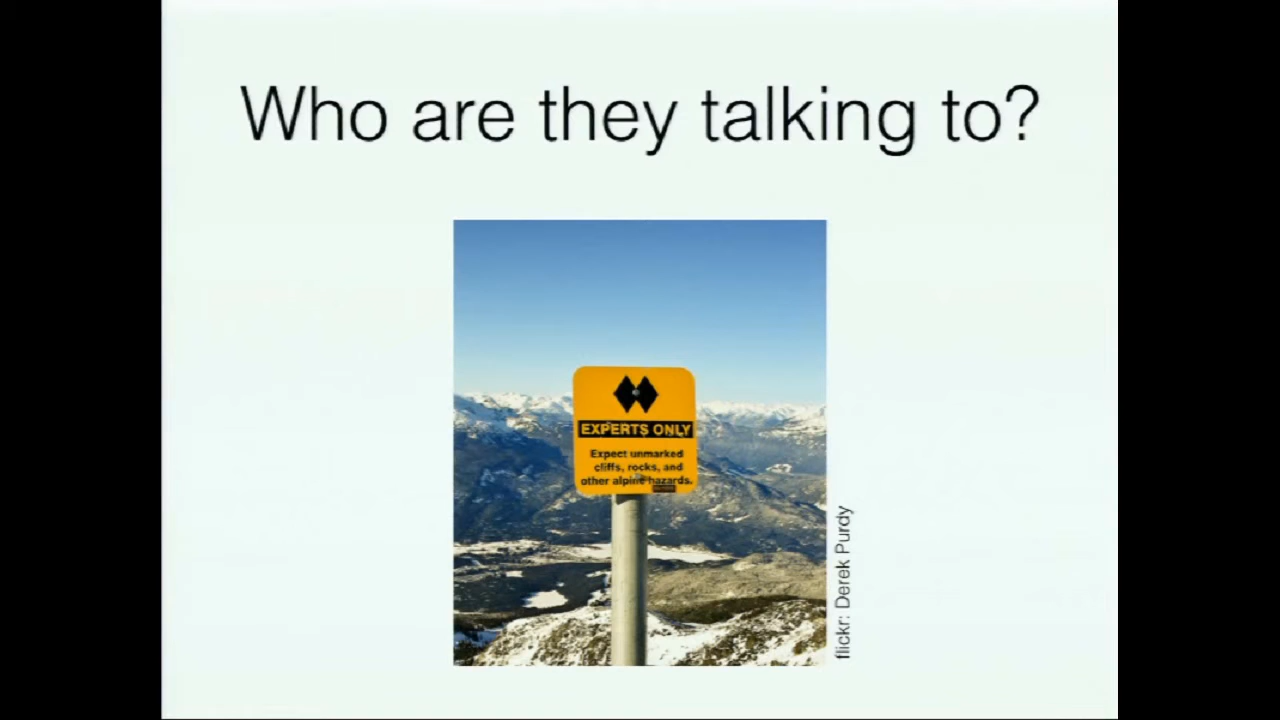 Who are they talking to?
EXPERTS ONLY
Expect unmarked
cliffs, rocks, and
other alpine hazards.
flickr: Derek Purdy